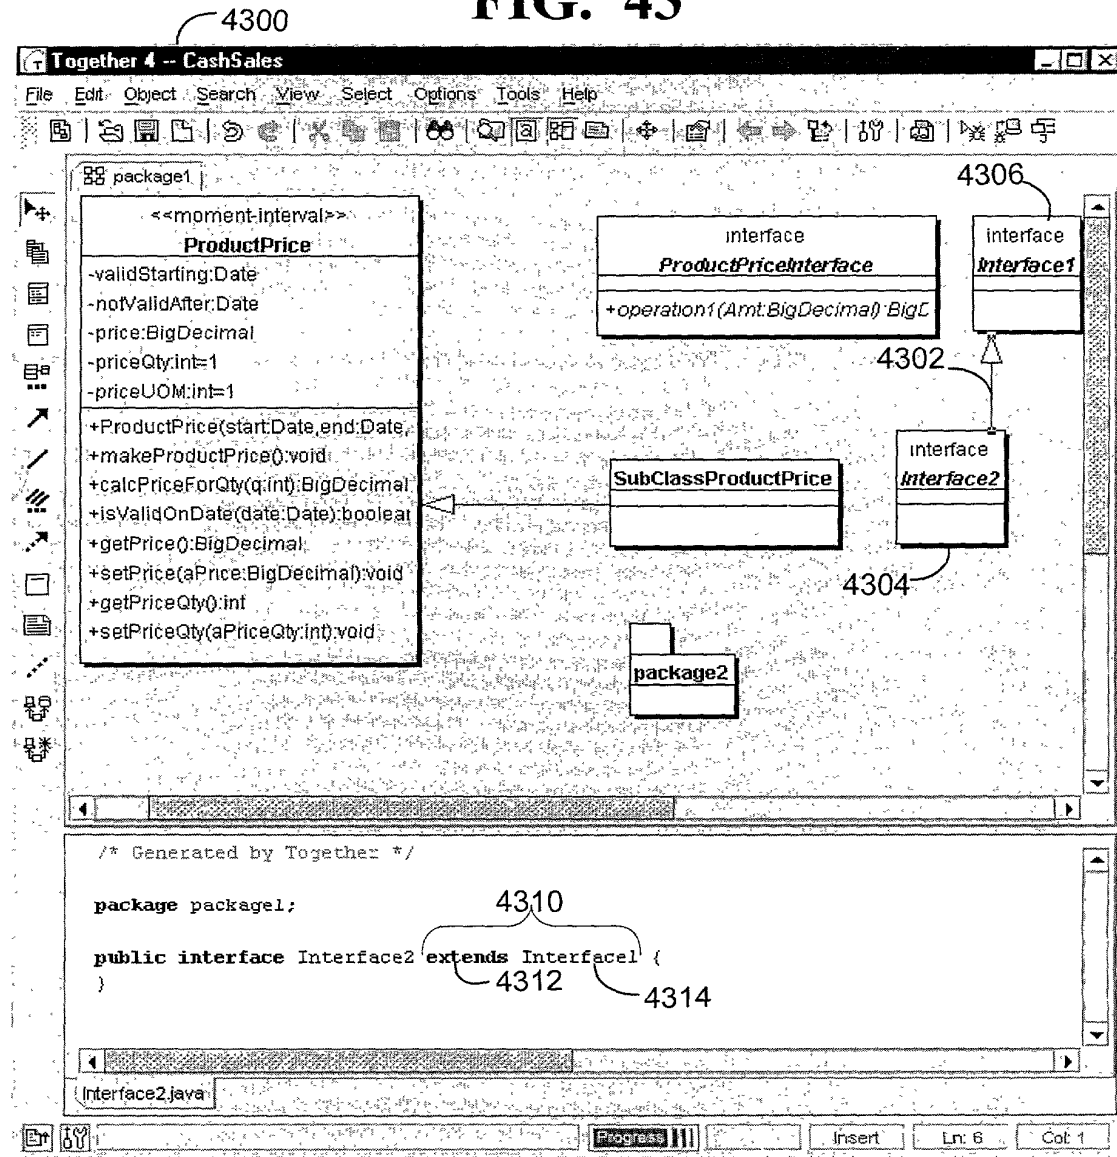 FIG. 43
4300
Together 4 -- CashSales
File Edit Object Search View Select Options Tools Help
package1
4306
<<moment-interval>>
ProductPrice
-validStarting:Date
-notValidAfter:Date
-price:BigDecimal
-priceQty:int=1
-priceUOM:int=1
+ProductPrice(start:Date,end:Date,
+makeProductPrice():void
+calcPriceForQty(q:int):BigDecimal
+isValidOnDate(date:Date):boolean
+getPrice():BigDecimal
+setPrice(aPrice:BigDecimal):void
+getPriceQty():int
+setPriceQty(aPriceQty:int):void
interface
ProductPriceInterface
+operation1(Amt:BigDecimal):BigD
interface
Interface1
4302
SubClassProductPrice
interface
Interface2
4304
package2
/* Generated by Together */
package package1;
4310
public interface Interface2 extends Interface1 {
}
4312
4314
Interface2.java
Progress Insert Ln: 6 Col: 1